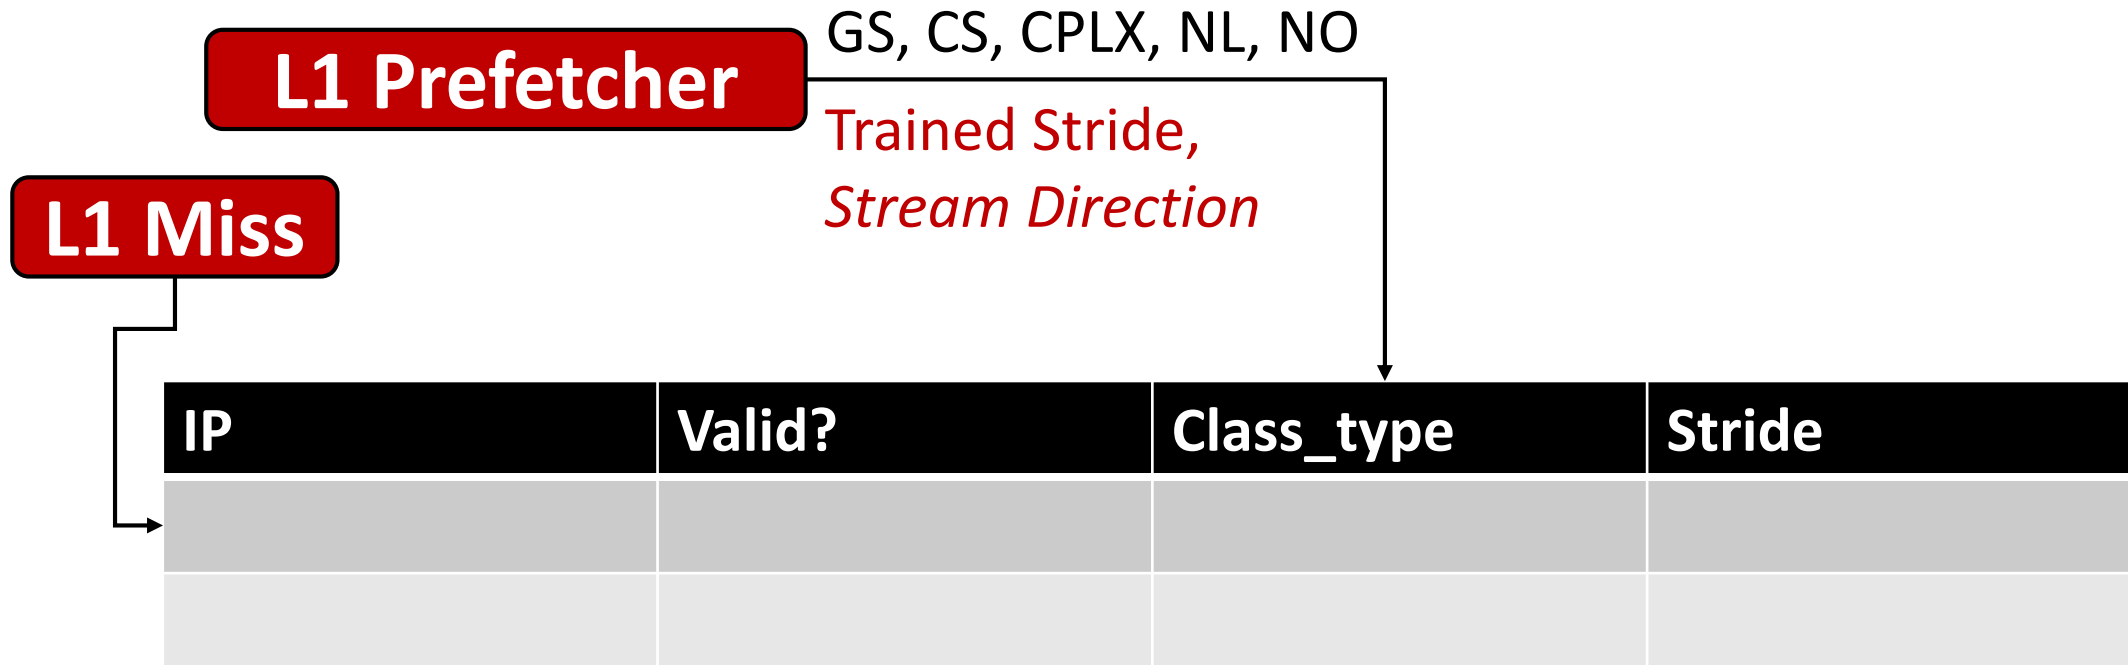 GS, CS, CPLX, NL, NO
L1 Prefetcher
Trained Stride,
Stream Direction
L1 Miss
IP Valid? Class_type Stride